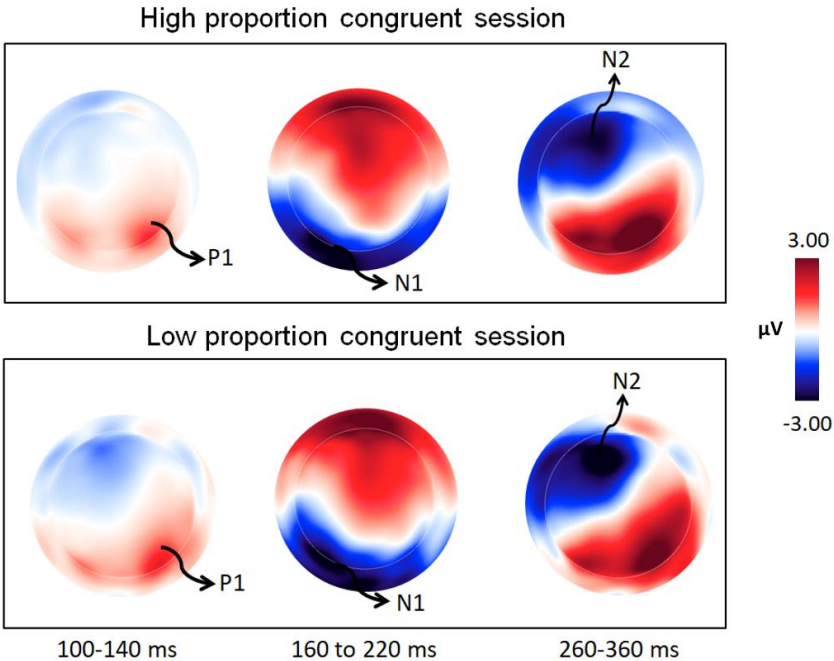 High proportion congruent session
N2
P1
N1
3.00
μV
-3.00
Low proportion congruent session
N2
P1
N1
100-140 ms
160 to 220 ms
260-360 ms